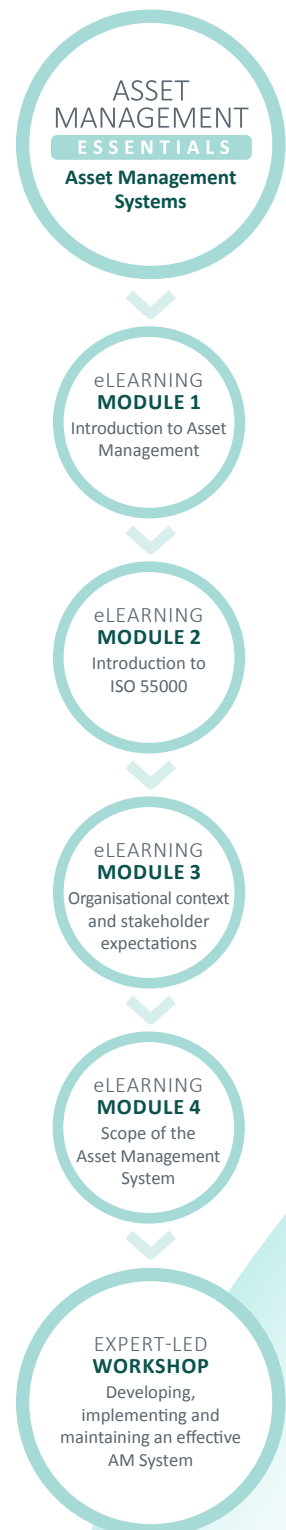 ASSET
MANAGEMENT
ESSENTIALS
Asset Management
Systems
eLEARNING
MODULE 1
Introduction to Asset
Management
eLEARNING
MODULE 2
Introduction to
ISO 55000
eLEARNING
MODULE 3
Organisational context
and stakeholder
expectations
eLEARNING
MODULE 4
Scope of the
Asset Management
System
EXPERT-LED
WORKSHOP
Developing,
implementing and
maintaining an effective
AM System